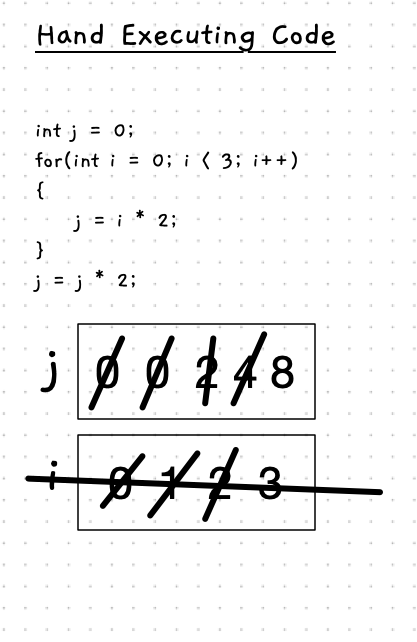 Hand Executing Code
int j = 0;
for(int i = 0; i < 3; i++)
{
j = i * 2;
}
j = j * 2;
j 0 0 2 4 8
i 0 1 2 3